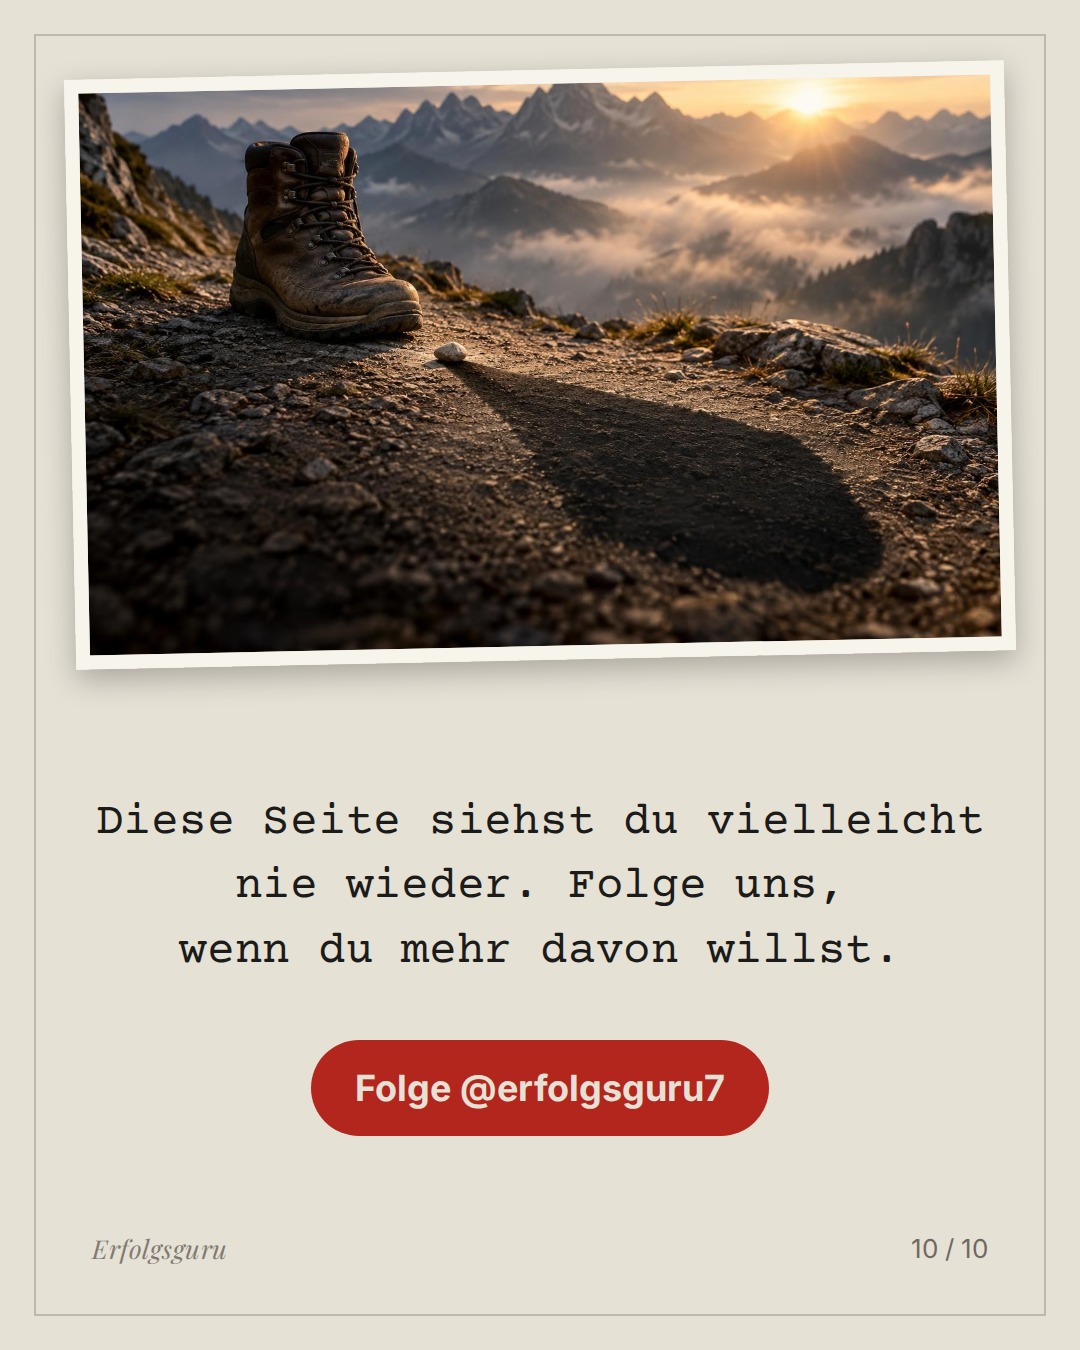 Diese Seite siehst du vielleicht
nie wieder. Folge uns,
wenn du mehr davon willst.
Folge @erfolgsguru7
Erfolgsguru
10 / 10